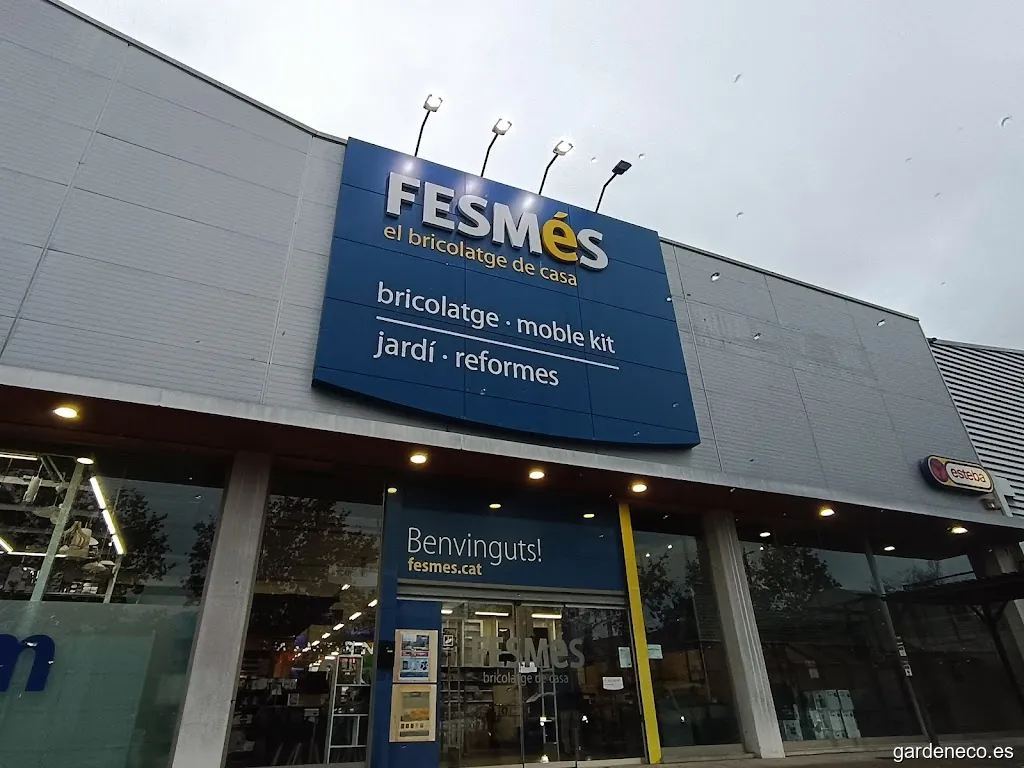 FESMéS
el bricolatge de casa
bricolatge · moble kit
jardí · reformes
esteba
Benvinguts!
fesmes.cat
FESMéS
bricolatge de casa
m
gardeneco.es